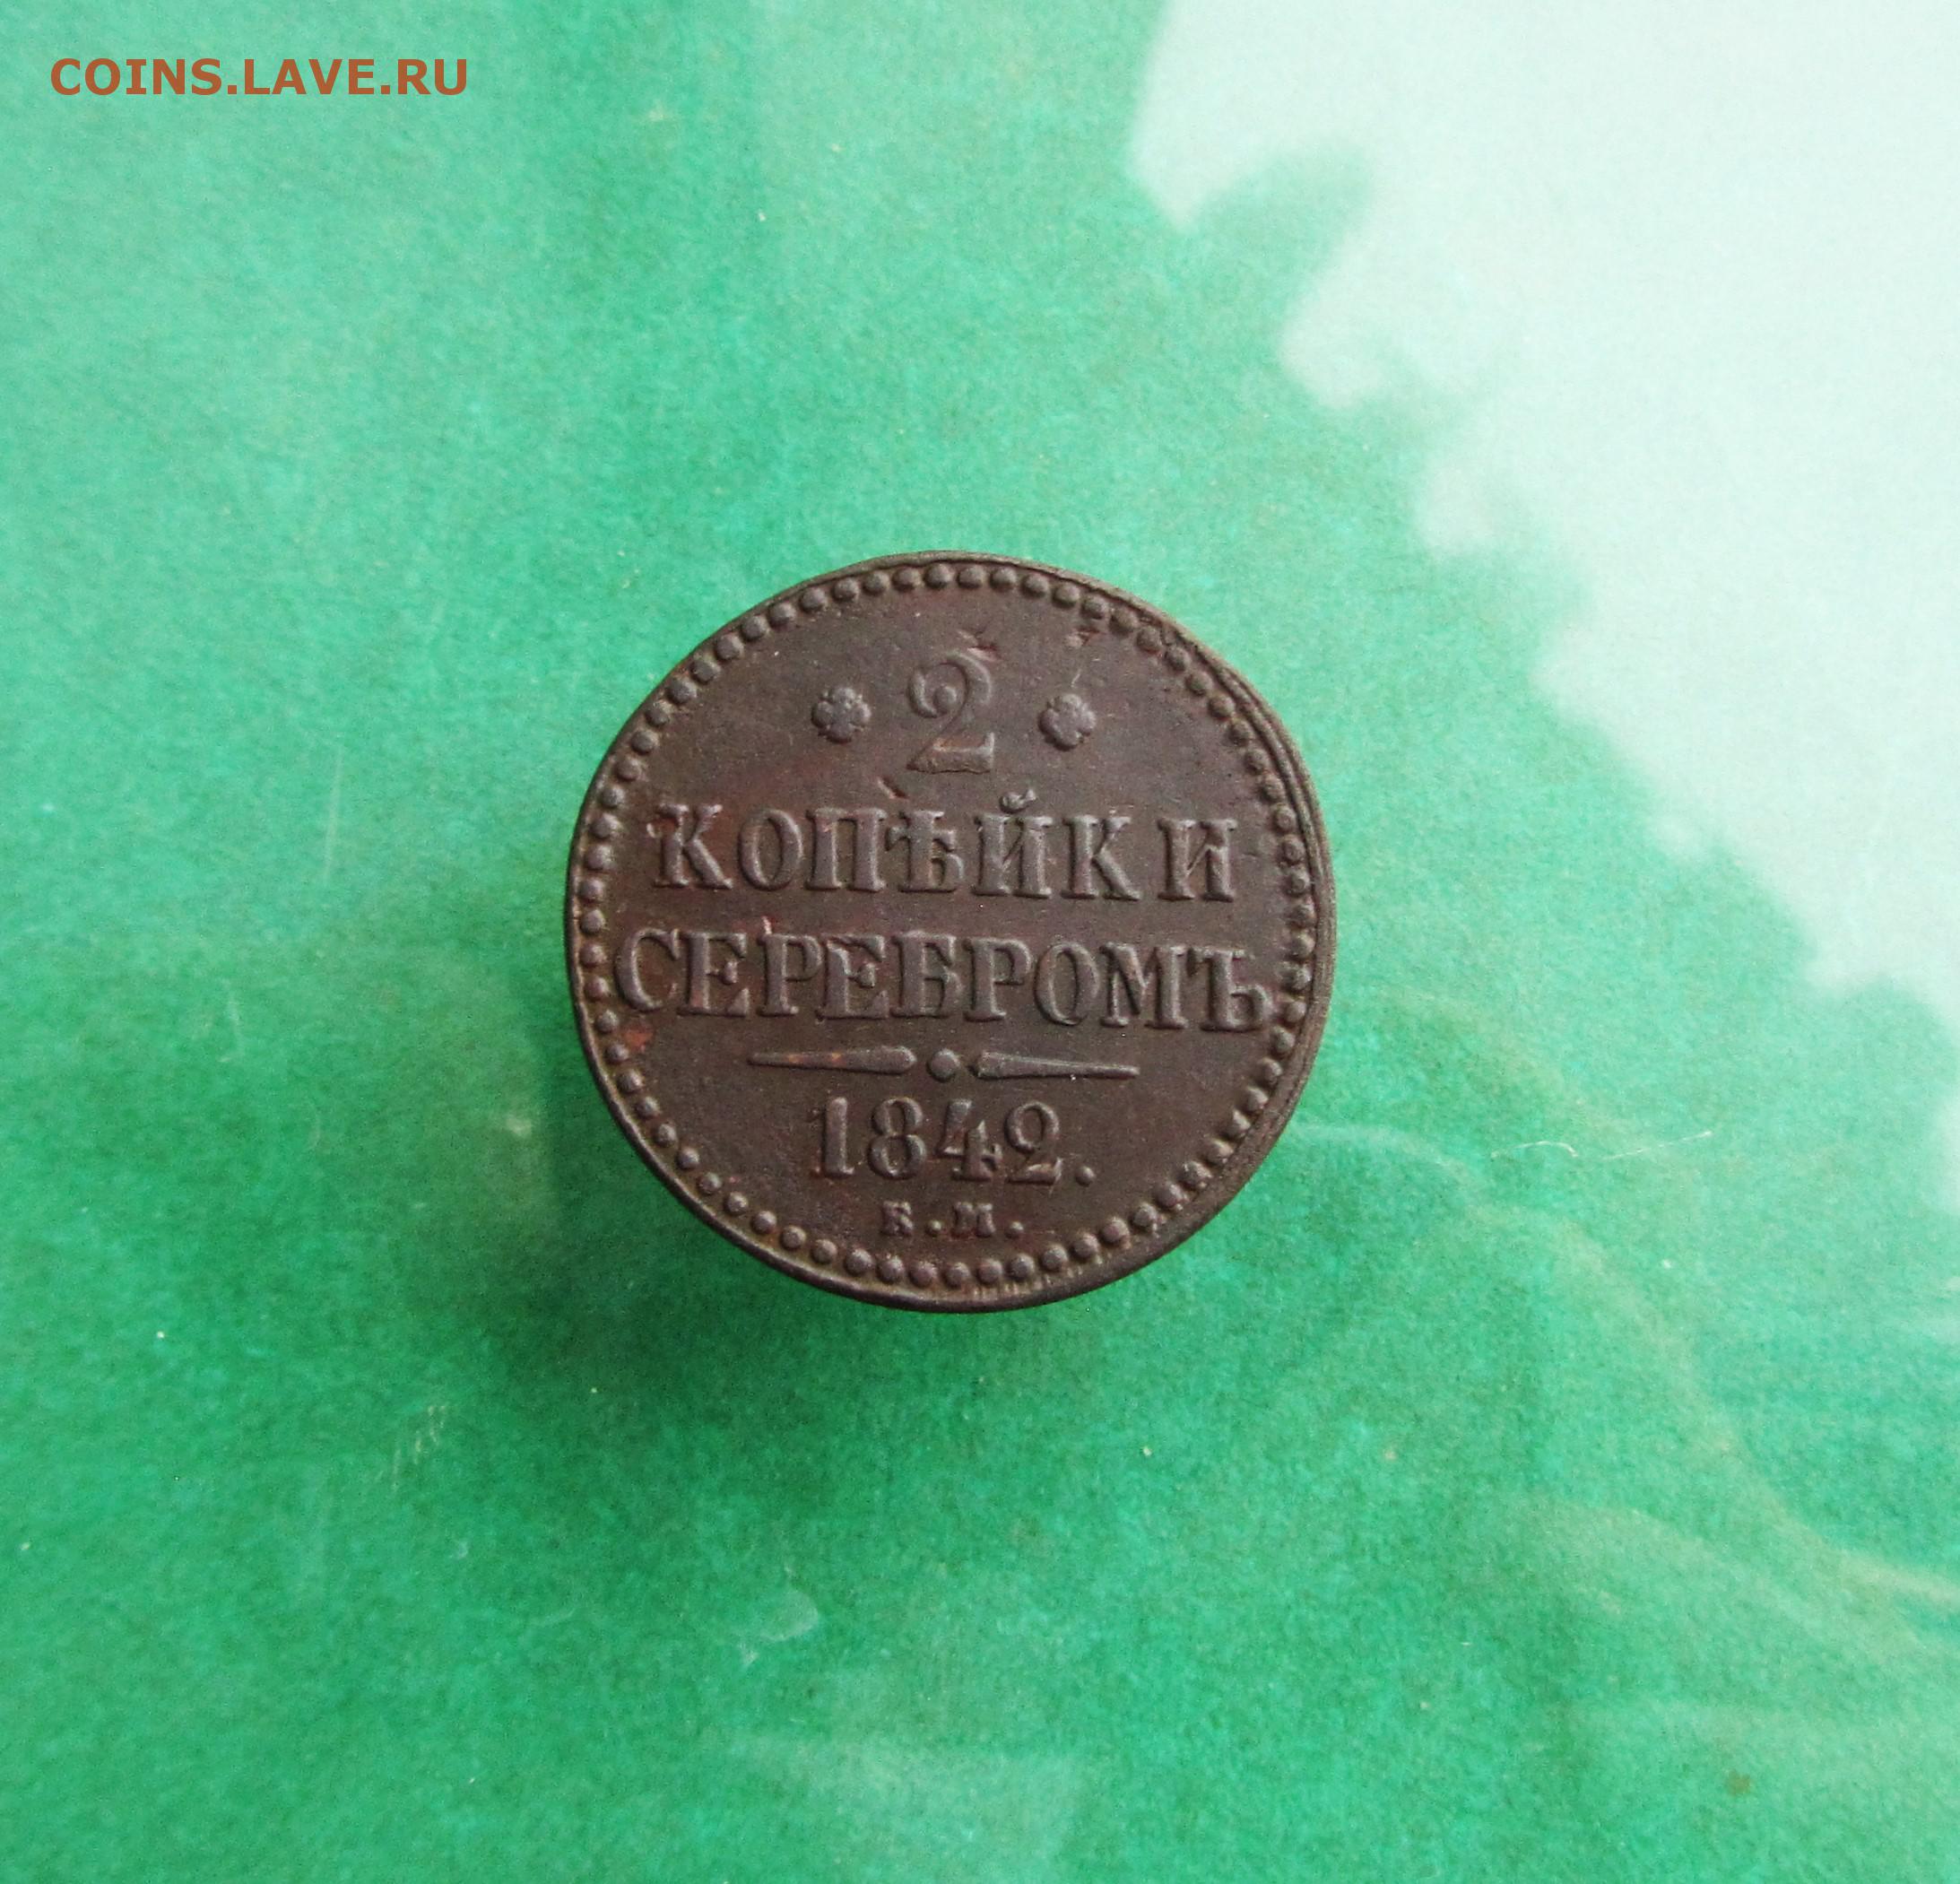 COINS.LAVE.RU
2
КОПѢЙКИ
СЕРЕБРОМЪ
1842.
Е.М.